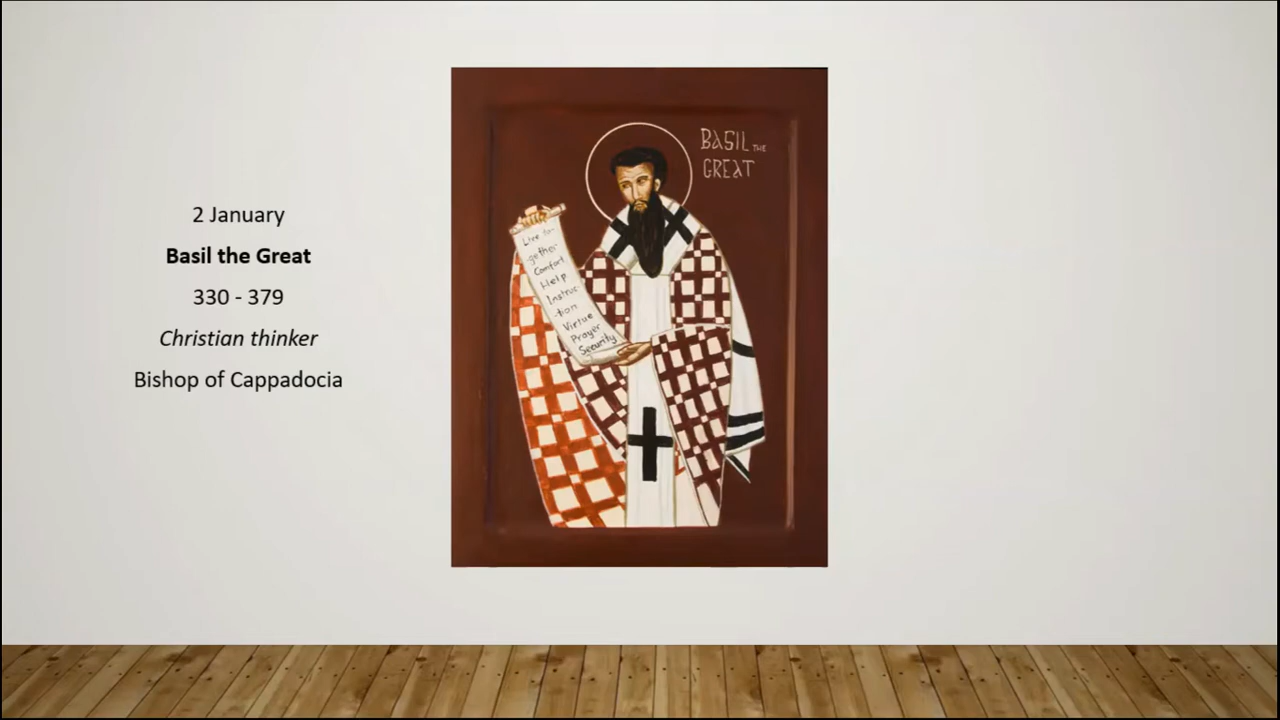 2 January
Basil the Great
330 - 379
Christian thinker
Bishop of Cappadocia
BASIL THE
GREAT
Live to-
gether
Comfort
Help
Instruc-
-tion
Virtue
Prayer
Security